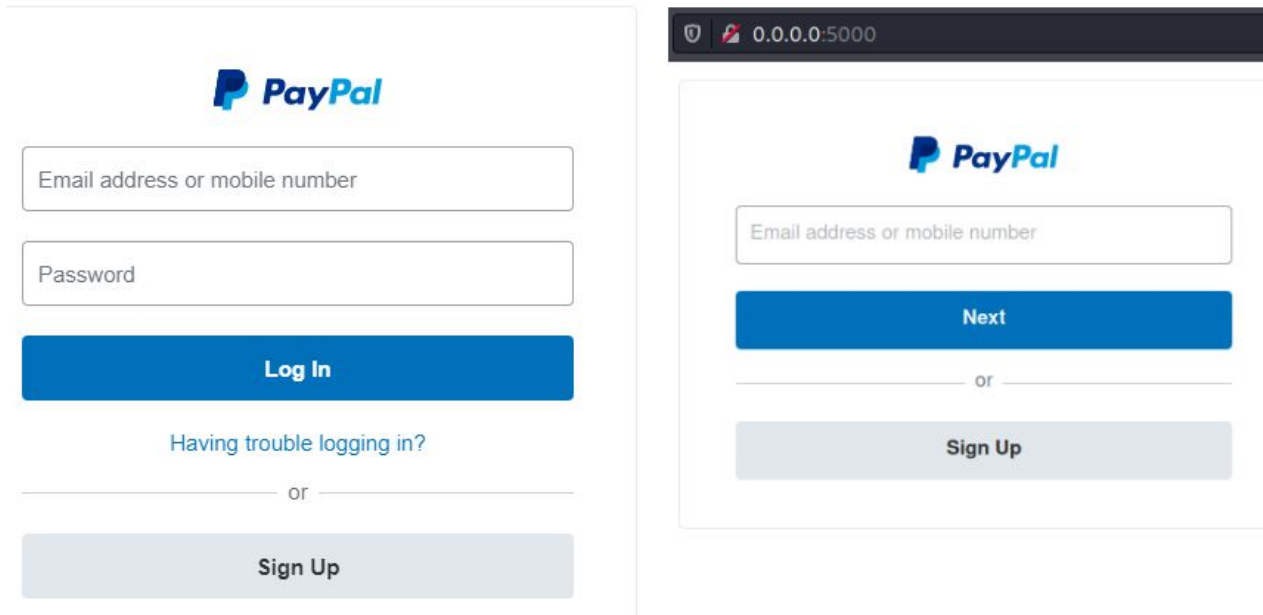 PayPal
Email address or mobile number
Password
Log In
Having trouble logging in?
or
Sign Up
0.0.0.0:5000
PayPal
Email address or mobile number
Next
or
Sign Up